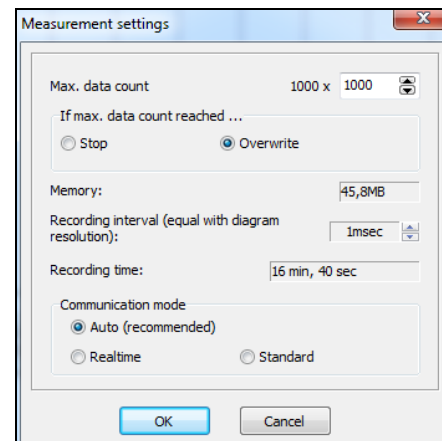 Measurement settings
Max. data count 1000 x 1000
If max. data count reached ...
Stop Overwrite
Memory: 45,8MB
Recording interval (equal with diagram
resolution): 1msec
Recording time: 16 min, 40 sec
Communication mode
Auto (recommended)
Realtime Standard
OK Cancel